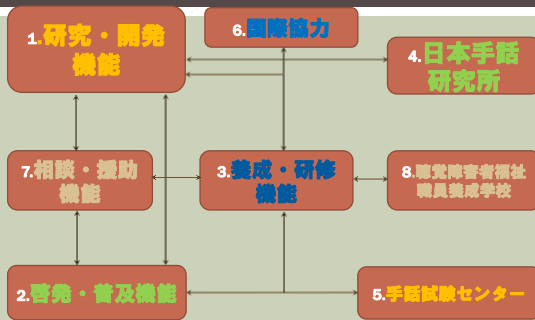 1.研究・開発
機能
6.国際協力
4.日本手話
研究所
7.相談・援助
機能
3.養成・研修
機能
8.聴覚障害者福祉
職員養成学校
2.啓発・普及機能
5.手話試験センター